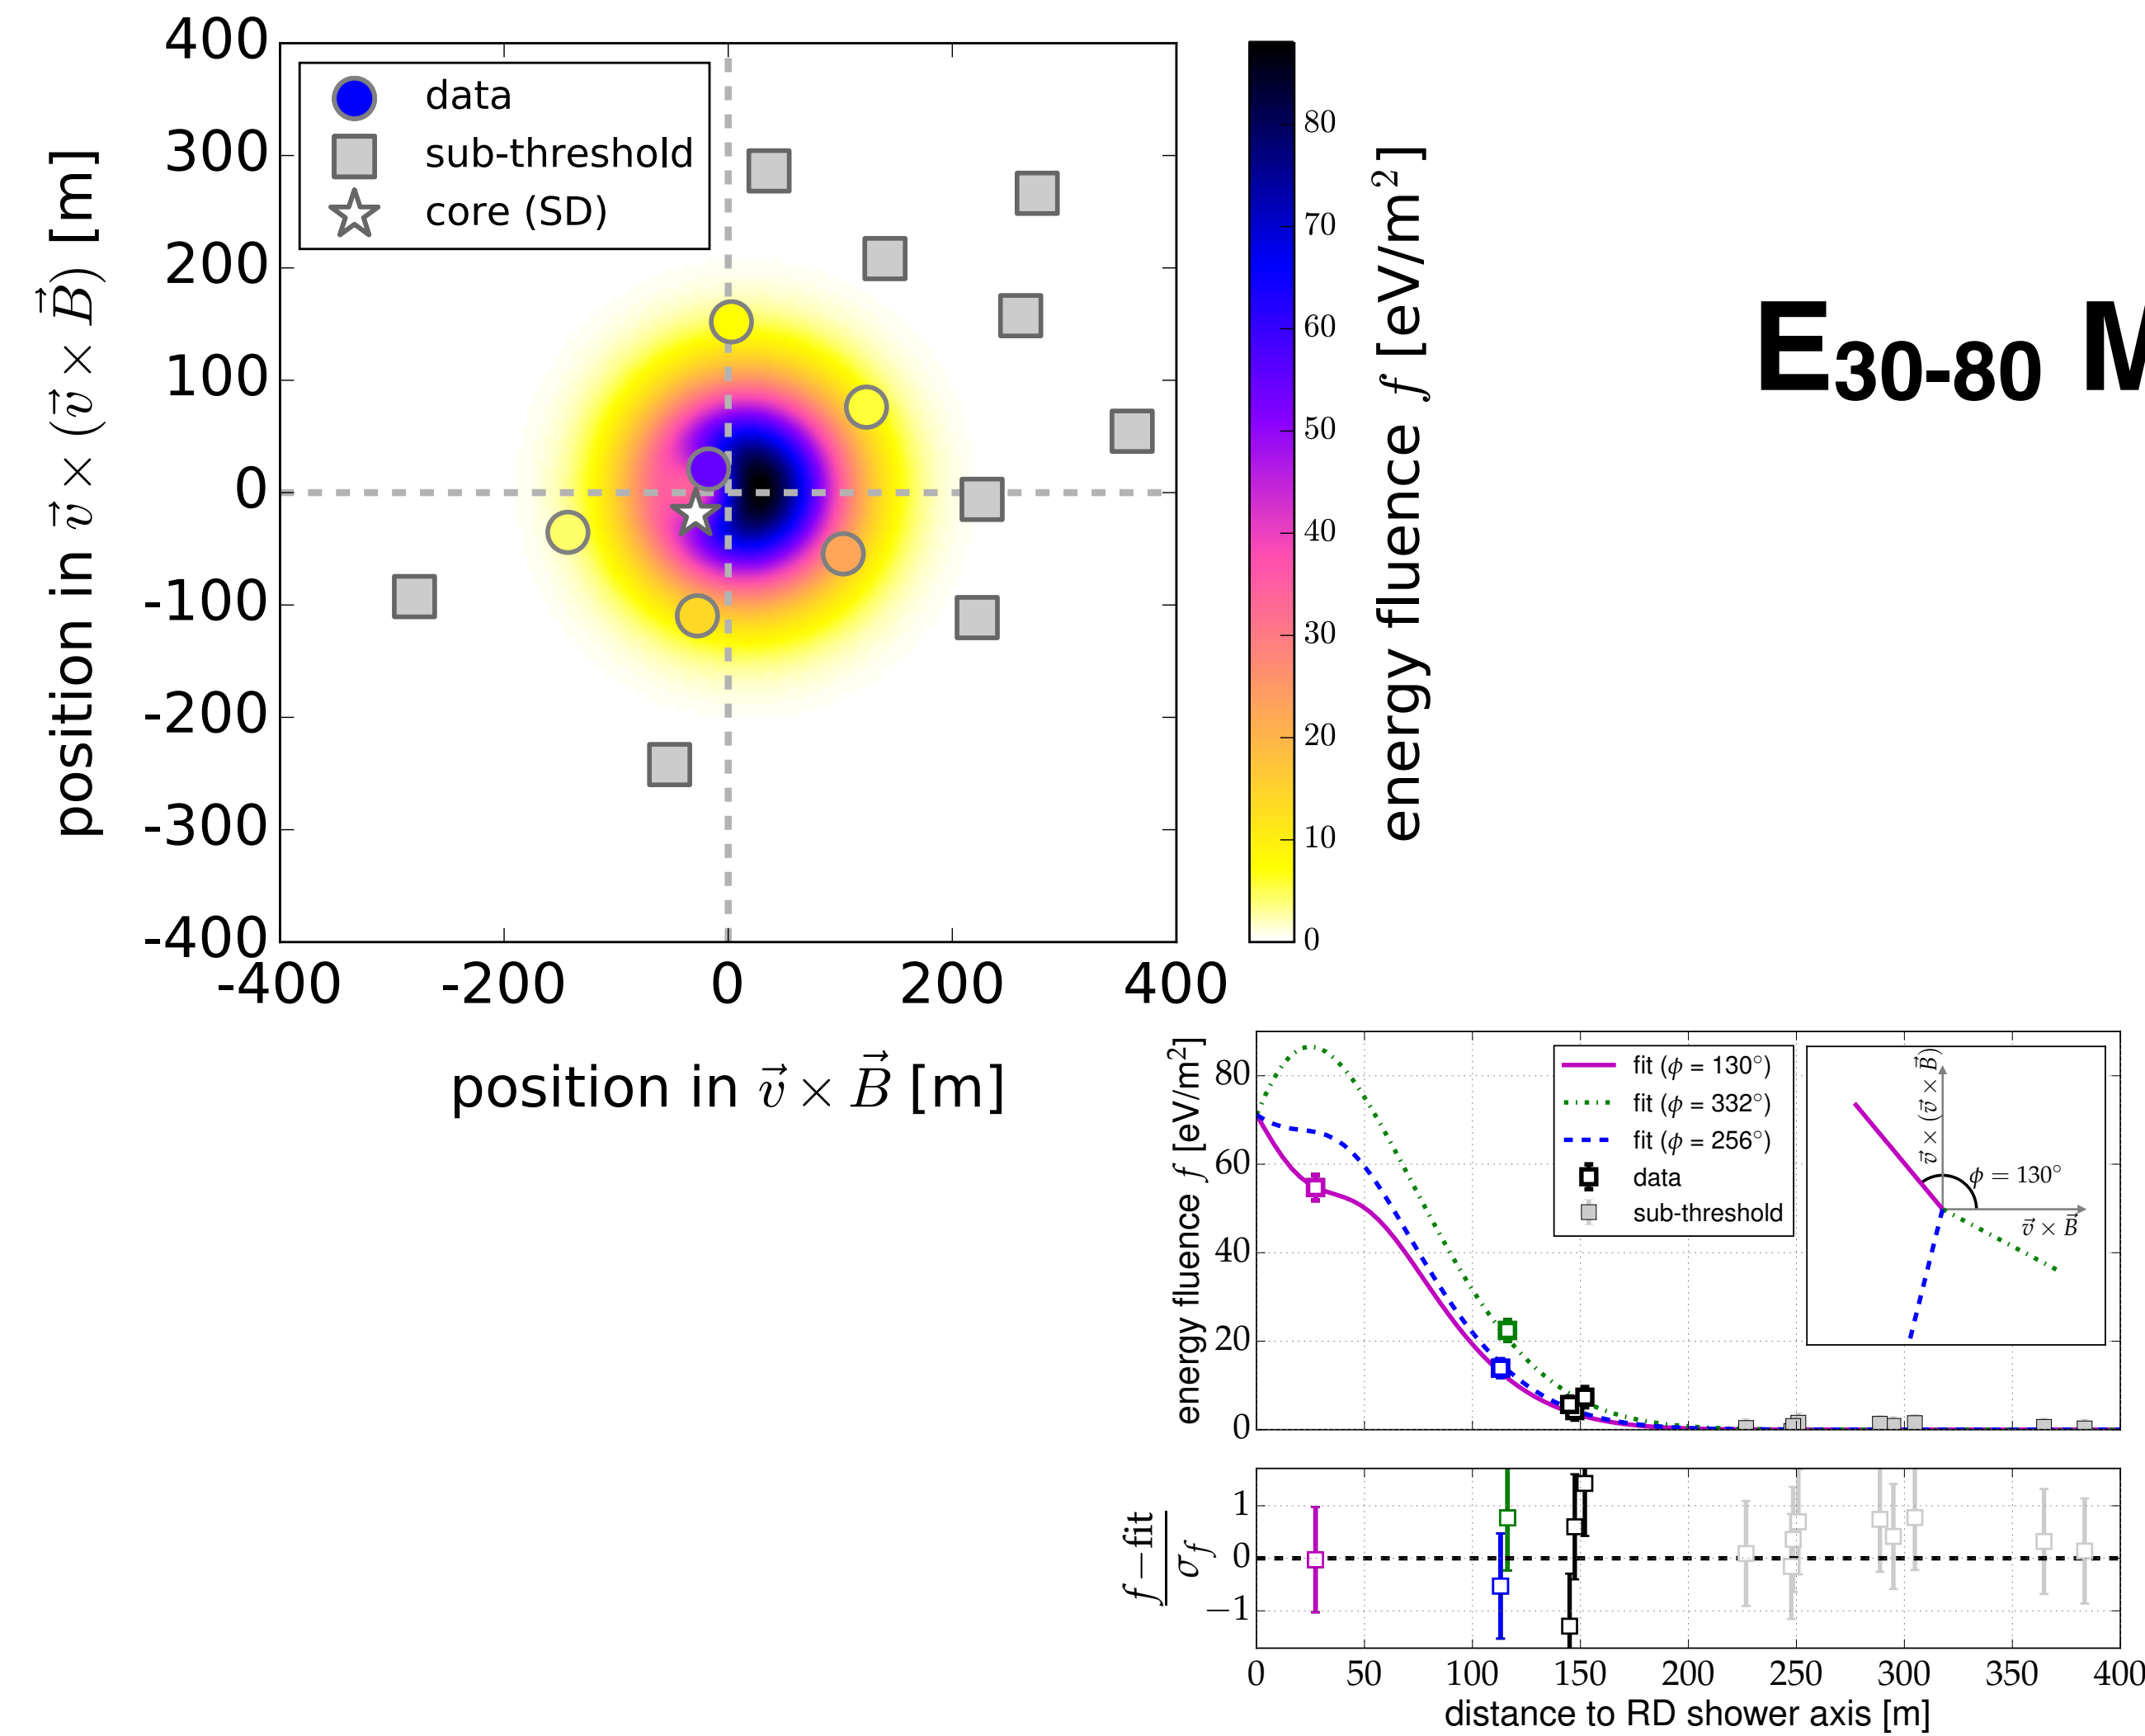 400
300
200
100
0
-100
-200
-300
-400
-400 -200 0 200 400
position in v⃗ × (v⃗ × B⃗) [m]
position in v⃗ × B⃗ [m]
data
sub-threshold
core (SD)
80
70
60
50
40
30
20
10
0
energy fluence f [eV/m²]
E₃₀₋₈₀ M
energy fluence f [eV/m²]
80
60
40
20
0
fit (ϕ = 130°)
fit (ϕ = 332°)
fit (ϕ = 256°)
data
sub-threshold
v⃗ × (v⃗ × B⃗)
ϕ = 130°
v⃗ × B⃗
f−fit
σ_f
1
0
−1
0 50 100 150 200 250 300 350 400
distance to RD shower axis [m]